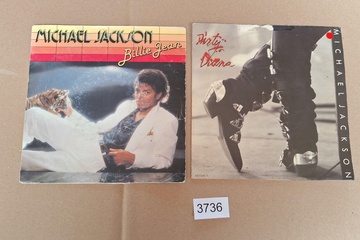 MICHAEL JACKSON
Billie Jean
Dirty
Diana
MICHAEL JACKSON
3736